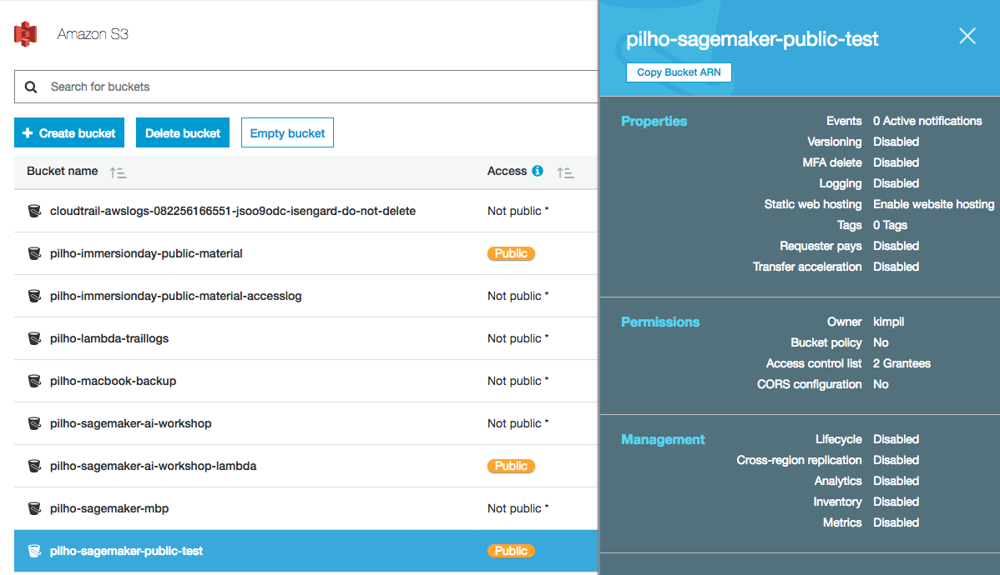 Amazon S3
Search for buckets
+ Create bucket Delete bucket Empty bucket
Bucket name Access
cloudtrail-awslogs-082256166551-jsoo9odc-isengard-do-not-delete Not public *
pilho-immersionday-public-material Public
pilho-immersionday-public-material-accesslog Not public *
pilho-lambda-traillogs Not public *
pilho-macbook-backup Not public *
pilho-sagemaker-ai-workshop Not public *
pilho-sagemaker-ai-workshop-lambda Public
pilho-sagemaker-mbp Not public *
pilho-sagemaker-public-test Public
pilho-sagemaker-public-test
Copy Bucket ARN
Properties Events 0 Active notifications
Versioning Disabled
MFA delete Disabled
Logging Disabled
Static web hosting Enable website hosting
Tags 0 Tags
Requester pays Disabled
Transfer acceleration Disabled
Permissions Owner kimpil
Bucket policy No
Access control list 2 Grantees
CORS configuration No
Management Lifecycle Disabled
Cross-region replication Disabled
Analytics Disabled
Inventory Disabled
Metrics Disabled